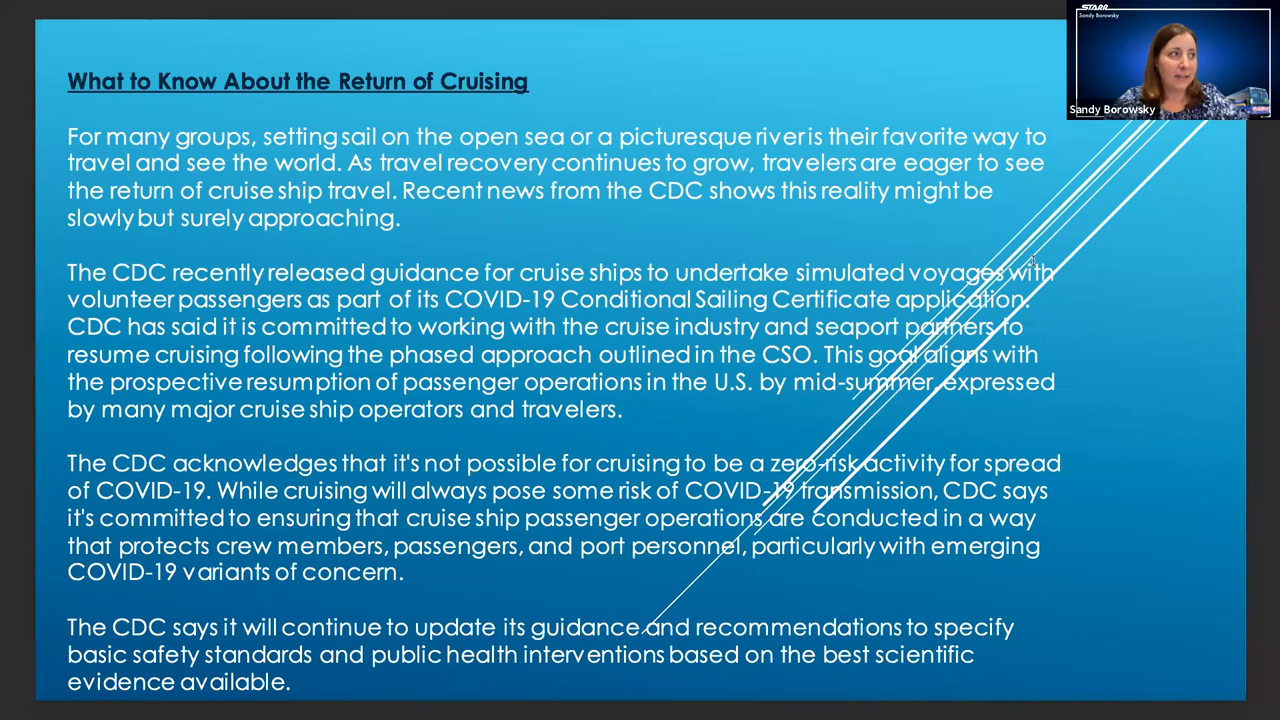 STARR
Sandy Borowsky
Sandy Borowsky
What to Know About the Return of Cruising
For many groups, setting sail on the open sea or a picturesque river is their favorite way to
travel and see the world. As travel recovery continues to grow, travelers are eager to see
the return of cruise ship travel. Recent news from the CDC shows this reality might be
slowly but surely approaching.
The CDC recently released guidance for cruise ships to undertake simulated voyages with
volunteer passengers as part of its COVID-19 Conditional Sailing Certificate application.
CDC has said it is committed to working with the cruise industry and seaport partners to
resume cruising following the phased approach outlined in the CSO. This goal aligns with
the prospective resumption of passenger operations in the U.S. by mid-summer, expressed
by many major cruise ship operators and travelers.
The CDC acknowledges that it's not possible for cruising to be a zero-risk activity for spread
of COVID-19. While cruising will always pose some risk of COVID-19 transmission, CDC says
it's committed to ensuring that cruise ship passenger operations are conducted in a way
that protects crew members, passengers, and port personnel, particularly with emerging
COVID-19 variants of concern.
The CDC says it will continue to update its guidance and recommendations to specify
basic safety standards and public health interventions based on the best scientific
evidence available.